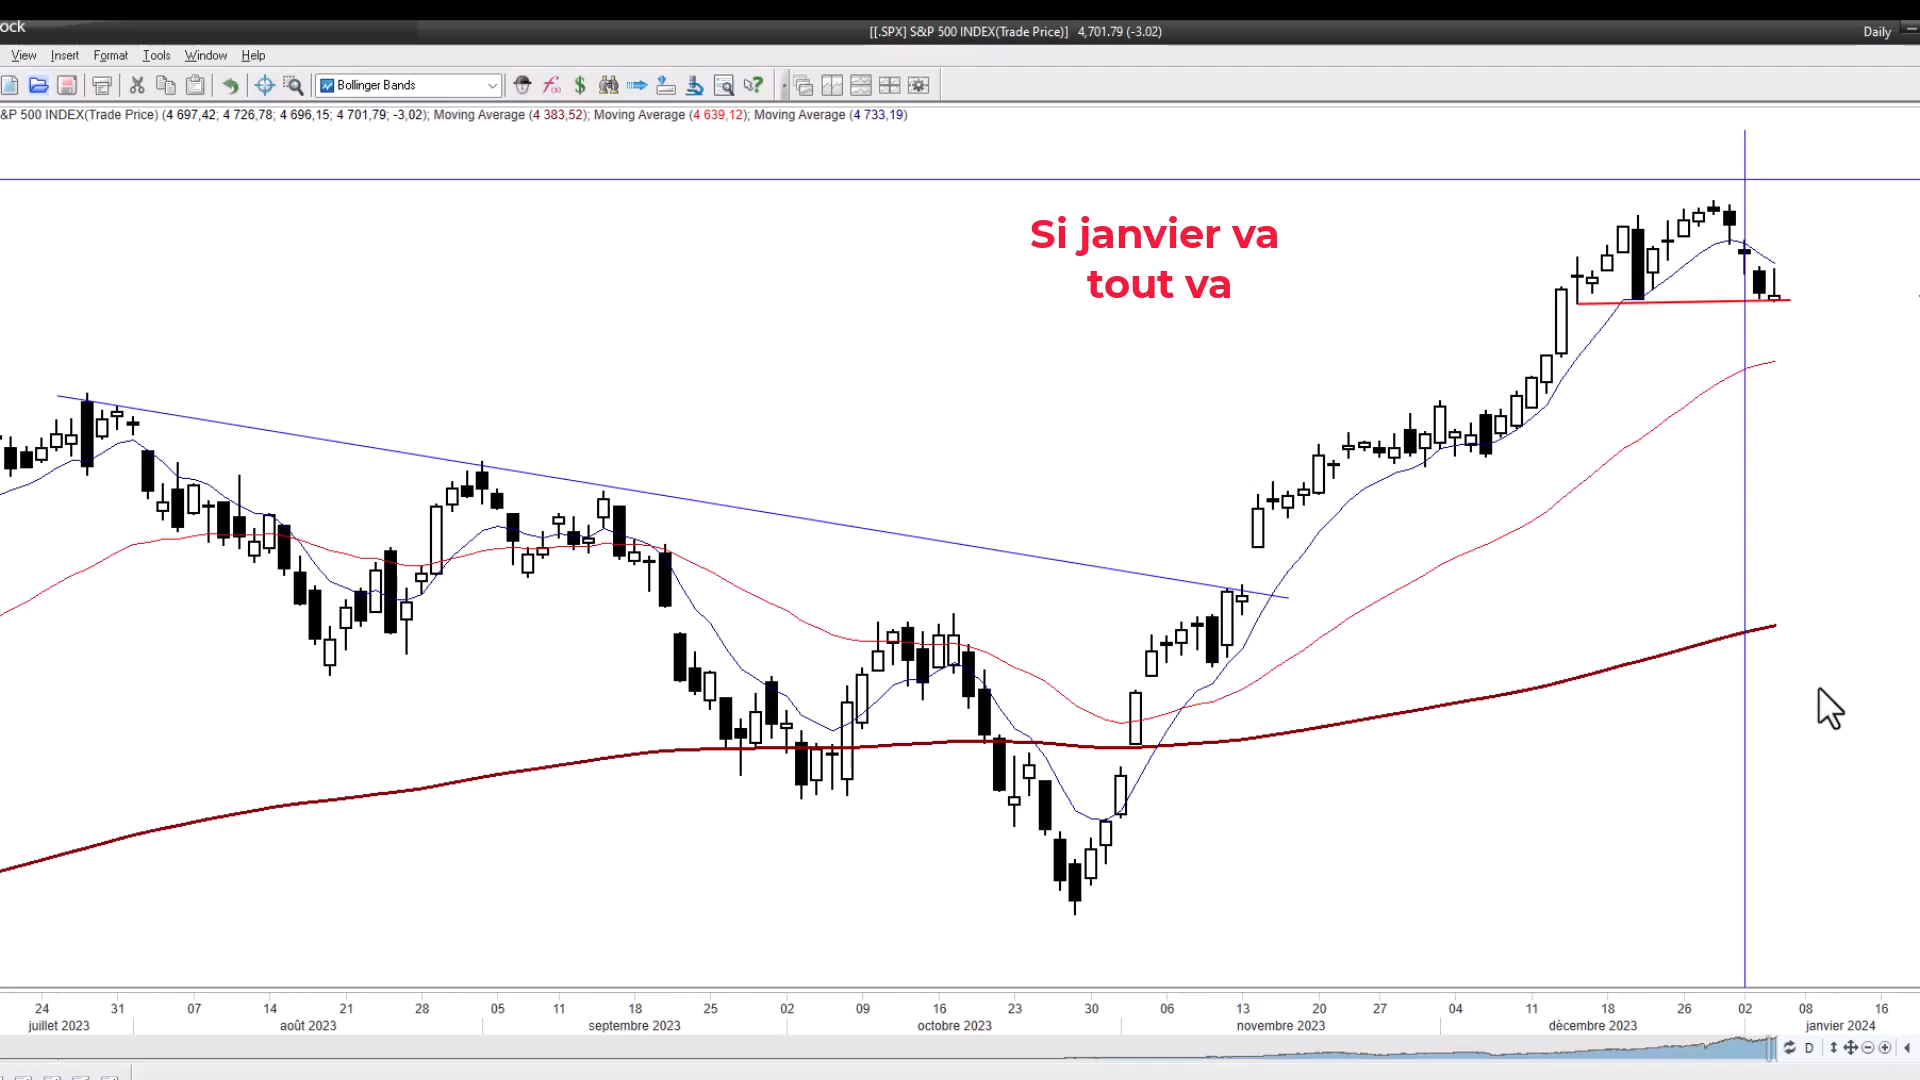 ock
[[.SPX] S&P 500 INDEX(Trade Price)] 4,701.79 (-3.02)
Daily
View Insert Format Tools Window Help
Bollinger Bands
&P 500 INDEX(Trade Price) (4 697,42; 4 726,78; 4 696,15; 4 701,79; -3,02); Moving Average (4 383,52); Moving Average (4 639,12); Moving Average (4 733,19)
Si janvier va
tout va
24 31 07 14 21 28 05 11 18 25 02 09 16 23 30 06 13 20 27 04 11 18 26 02 08 16
juillet 2023 août 2023 septembre 2023 octobre 2023 novembre 2023 décembre 2023 janvier 2024
D